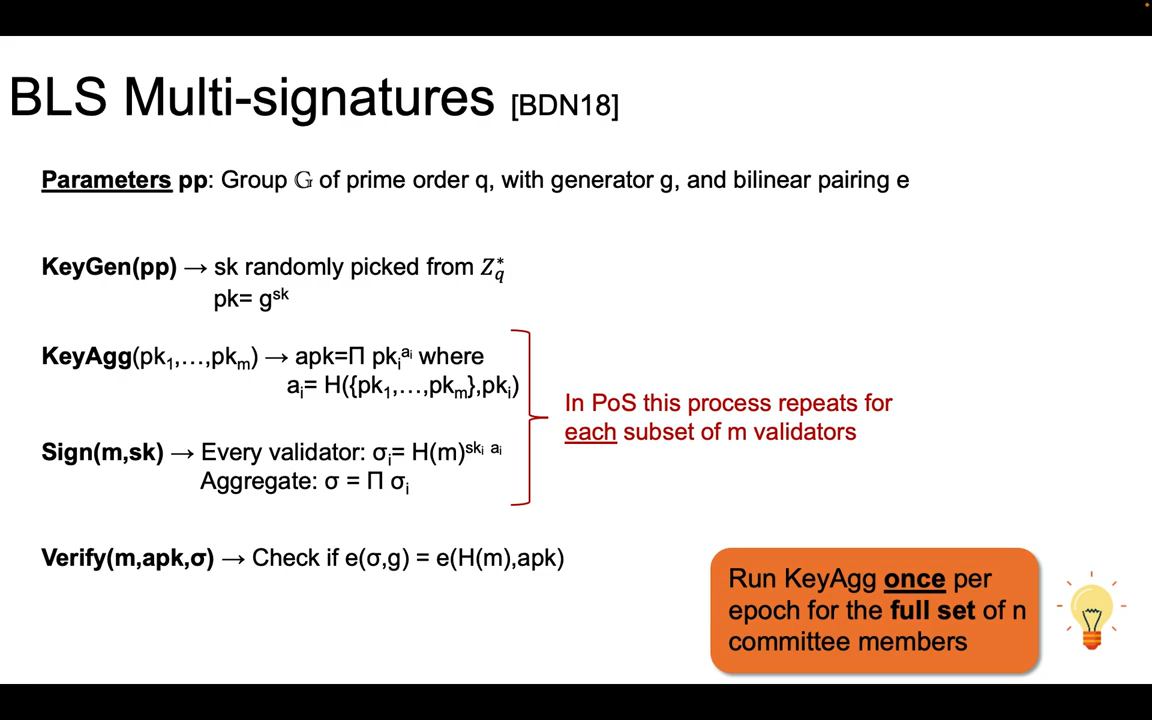 BLS Multi-signatures [BDN18]
Parameters pp: Group 𝔾 of prime order q, with generator g, and bilinear pairing e
KeyGen(pp) → sk randomly picked from Z*q
pk= g^sk
KeyAgg(pk1,…,pkm) → apk=Π pki^ai where
ai= H({pk1,…,pkm},pki)
In PoS this process repeats for
each subset of m validators
Sign(m,sk) → Every validator: σi= H(m)^ski ai
Aggregate: σ = Π σi
Verify(m,apk,σ) → Check if e(σ,g) = e(H(m),apk)
Run KeyAgg once per
epoch for the full set of n
committee members